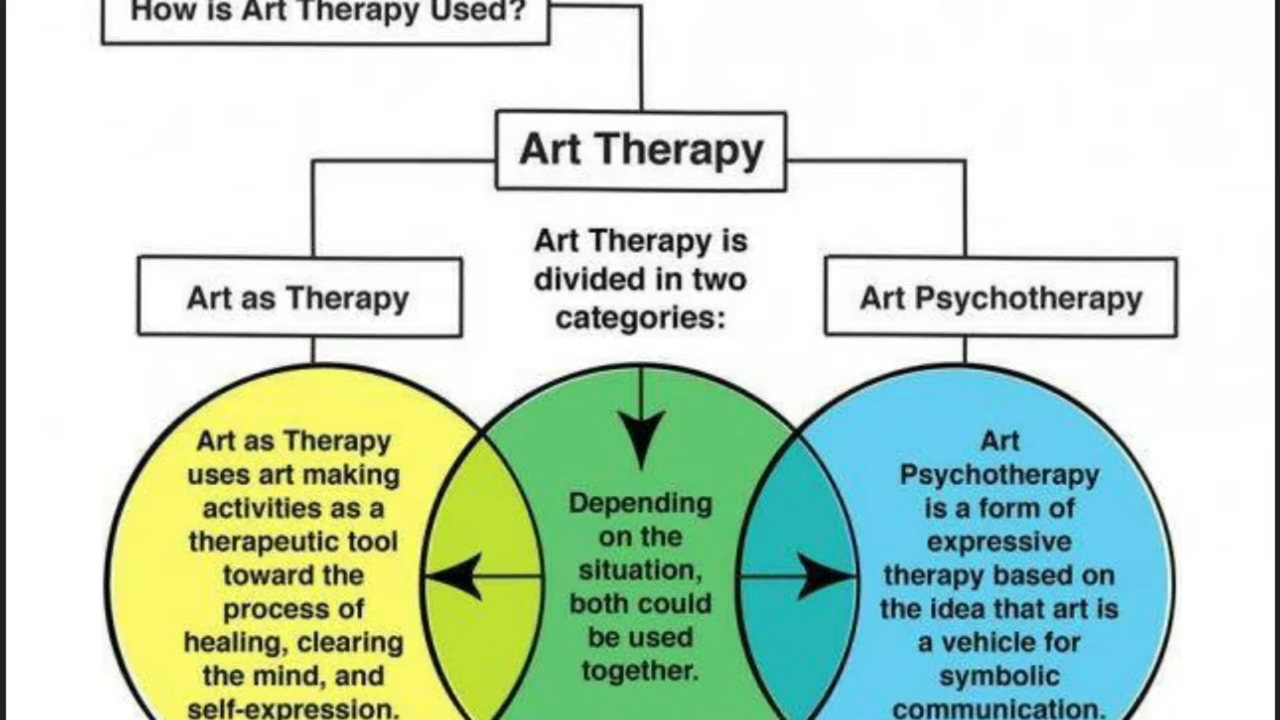 How is Art Therapy Used?
Art Therapy
Art Therapy is
divided in two
categories:
Art as Therapy
Art Psychotherapy
Art as Therapy
uses art making
activities as a
therapeutic tool
toward the
process of
healing, clearing
the mind, and
self-expression.
Depending
on the
situation,
both could
be used
together.
Art
Psychotherapy
is a form of
expressive
therapy based on
the idea that art is
a vehicle for
symbolic
communication.